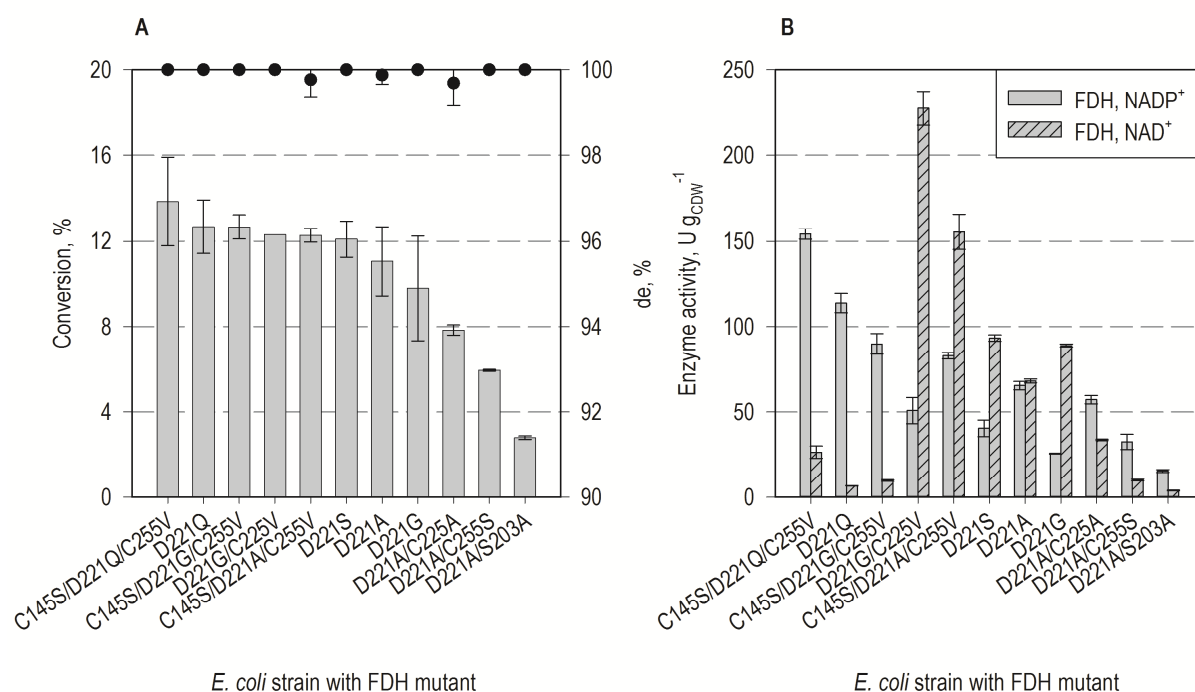 A
20
16
12
8
4
0
Conversion, %
100
98
96
94
92
90
de, %
C145S/D221Q/C255V
D221Q
C145S/D221G/C255V
D221G/C225V
C145S/D221A/C255V
D221S
D221A
D221G
D221A/C225A
D221A/C255S
D221A/S203A
E. coli strain with FDH mutant
B
250
200
150
100
50
0
Enzyme activity, U g_CDW^-1
FDH, NADP+
FDH, NAD+
C145S/D221Q/C255V
D221Q
C145S/D221G/C255V
D221G/C225V
C145S/D221A/C255V
D221S
D221A
D221G
D221A/C225A
D221A/C255S
D221A/S203A
E. coli strain with FDH mutant